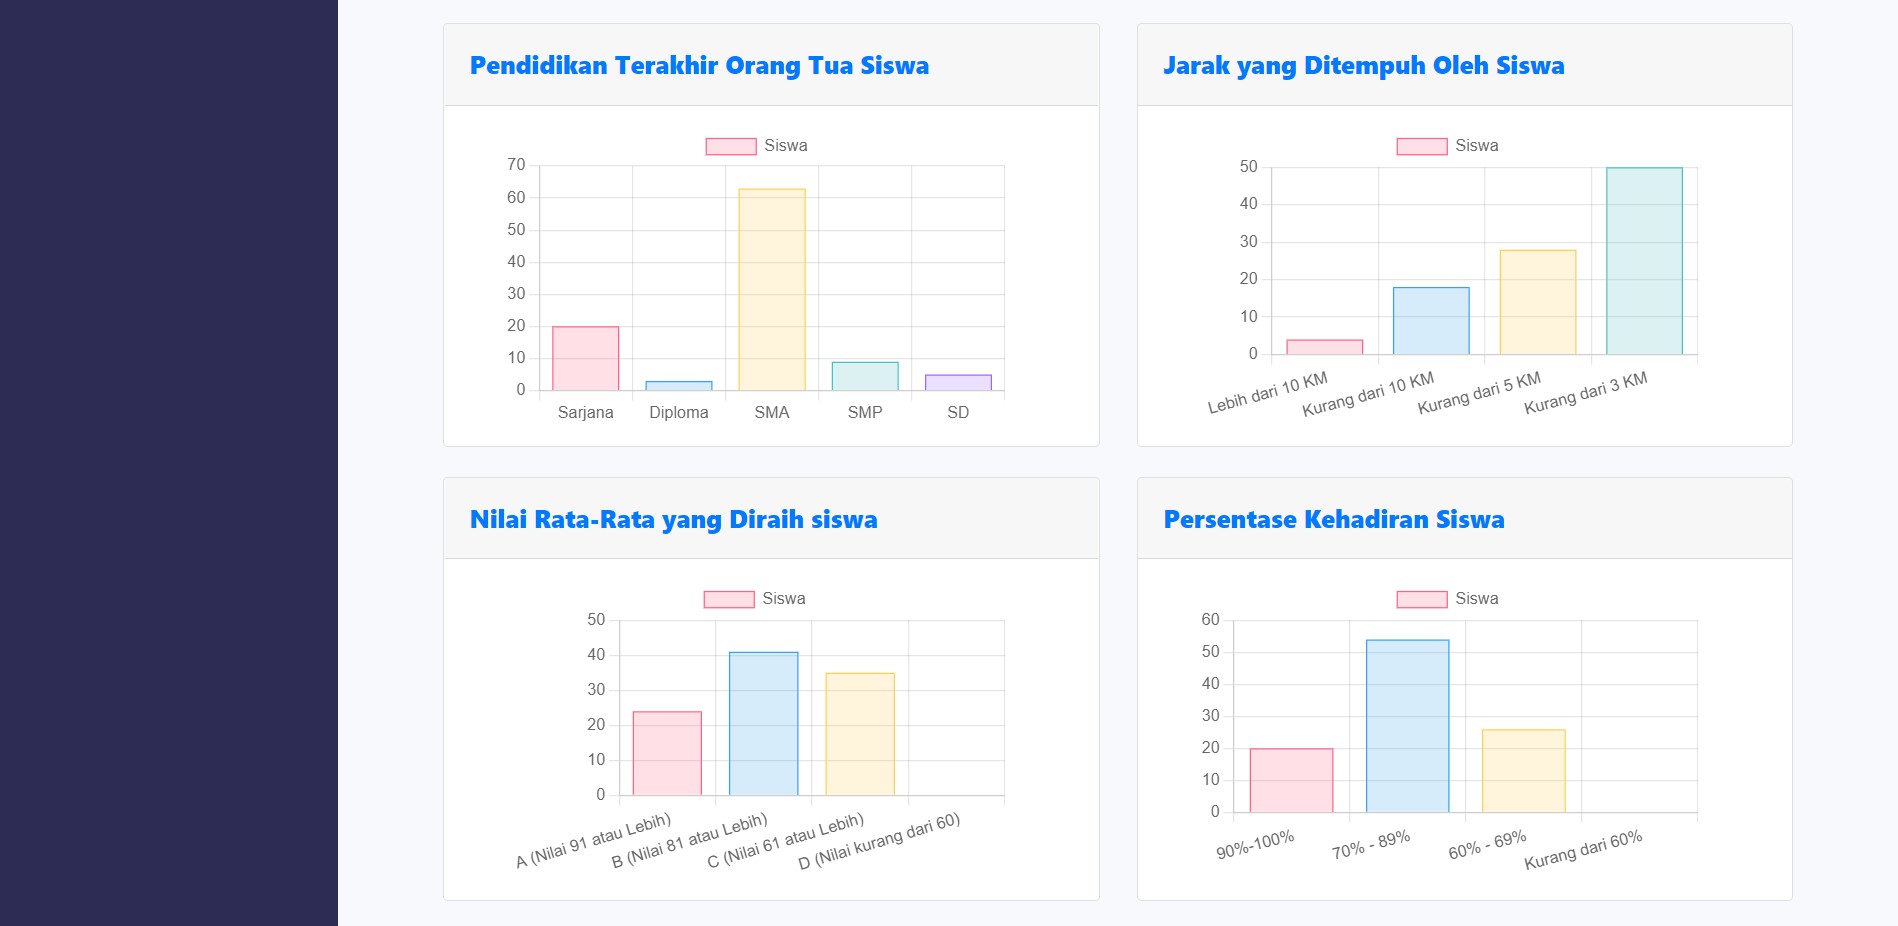 Pendidikan Terakhir Orang Tua Siswa
Siswa
70
60
50
40
30
20
10
0
Sarjana Diploma SMA SMP SD
Jarak yang Ditempuh Oleh Siswa
Siswa
50
40
30
20
10
0
Lebih dari 10 KM
Kurang dari 10 KM
Kurang dari 5 KM
Kurang dari 3 KM
Nilai Rata-Rata yang Diraih siswa
Siswa
50
40
30
20
10
0
A (Nilai 91 atau Lebih)
B (Nilai 81 atau Lebih)
C (Nilai 61 atau Lebih)
D (Nilai kurang dari 60)
Persentase Kehadiran Siswa
Siswa
60
50
40
30
20
10
0
90%-100%
70% - 89%
60% - 69%
Kurang dari 60%